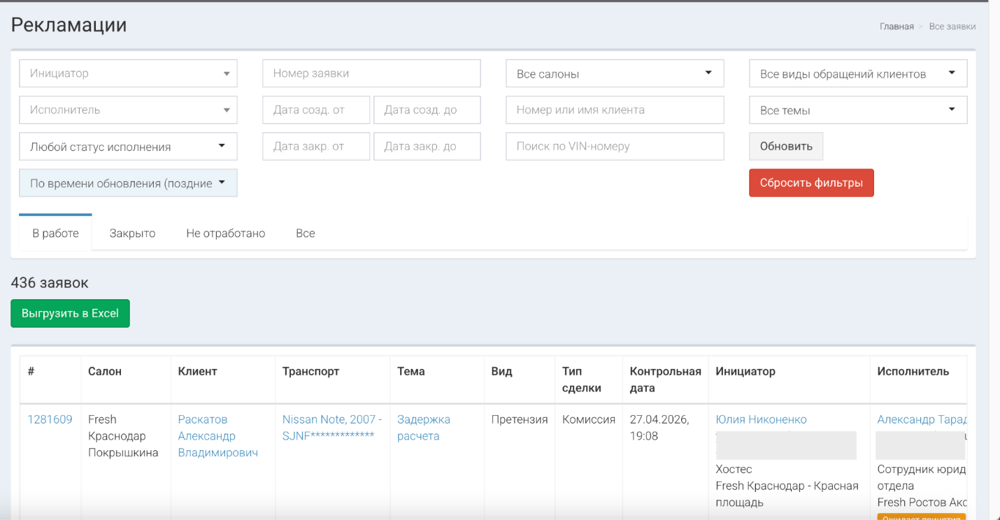 Рекламации
Главная > Все заявки
Инициатор
Номер заявки
Все салоны
Все виды обращений клиентов
Исполнитель
Дата созд. от
Дата созд. до
Номер или имя клиента
Все темы
Любой статус исполнения
Дата закр. от
Дата закр. до
Поиск по VIN-номеру
Обновить
По времени обновления (поздние
Сбросить фильтры
В работе
Закрыто
Не отработано
Все
436 заявок
Выгрузить в Excel
#
Салон
Клиент
Транспорт
Тема
Вид
Тип
сделки
Контрольная
дата
Инициатор
Исполнитель
1281609
Fresh
Краснодар
Покрышкина
Раскатов
Александр
Владимирович
Nissan Note, 2007 -
SJNF*************
Задержка
расчета
Претензия
Комиссия
27.04.2026,
19:08
Юлия Никоненко
Хостес
Fresh Краснодар - Красная
площадь
Александр Тарад
Сотрудник юрид
отдела
Fresh Ростов Акс
Ожидает принятия